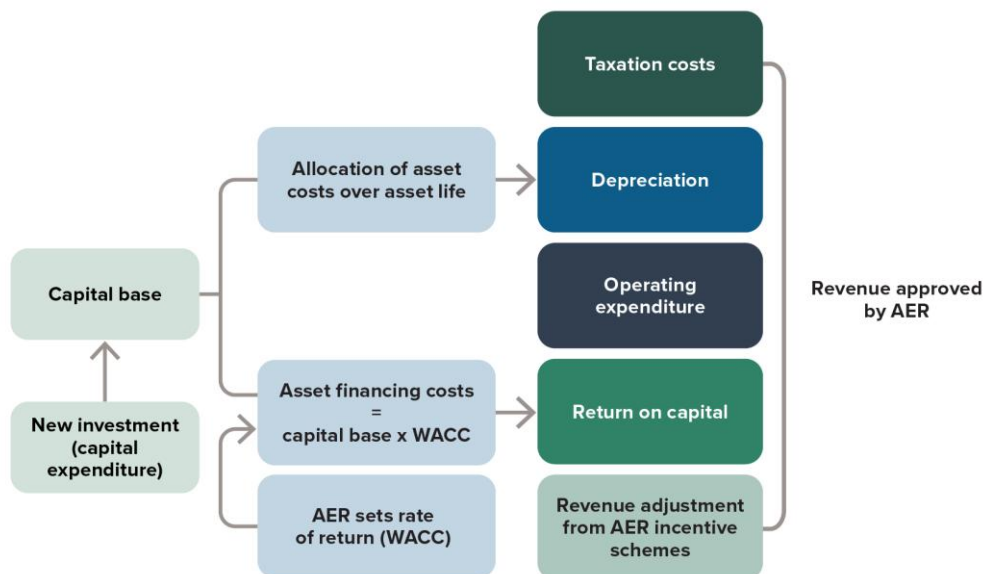 Taxation costs
Allocation of asset
costs over asset life
Depreciation
Capital base
Operating
expenditure
Revenue approved
by AER
New investment
(capital
expenditure)
Asset financing costs
=
capital base x WACC
Return on capital
AER sets rate
of return (WACC)
Revenue adjustment
from AER incentive
schemes